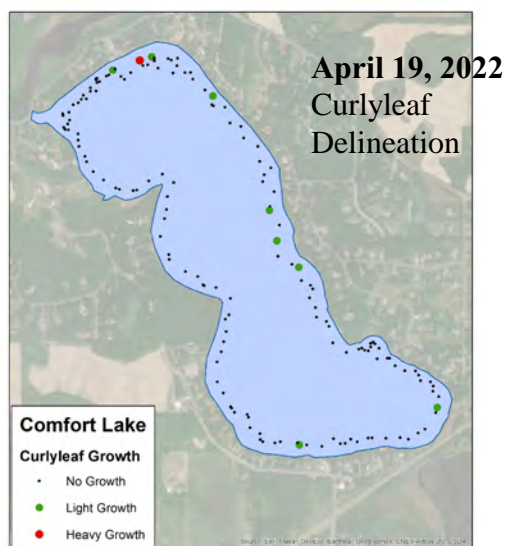 April 19, 2022
Curlyleaf
Delineation
Comfort Lake
Curlyleaf Growth
No Growth
Light Growth
Heavy Growth